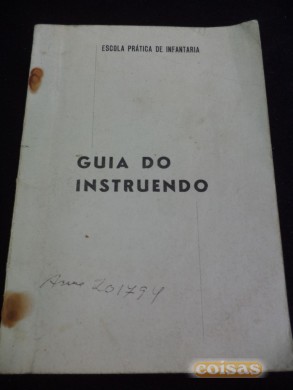 ESCOLA PRÁTICA DE INFANTARIA
GUIA DO
INSTRUENDO
201794
coisas